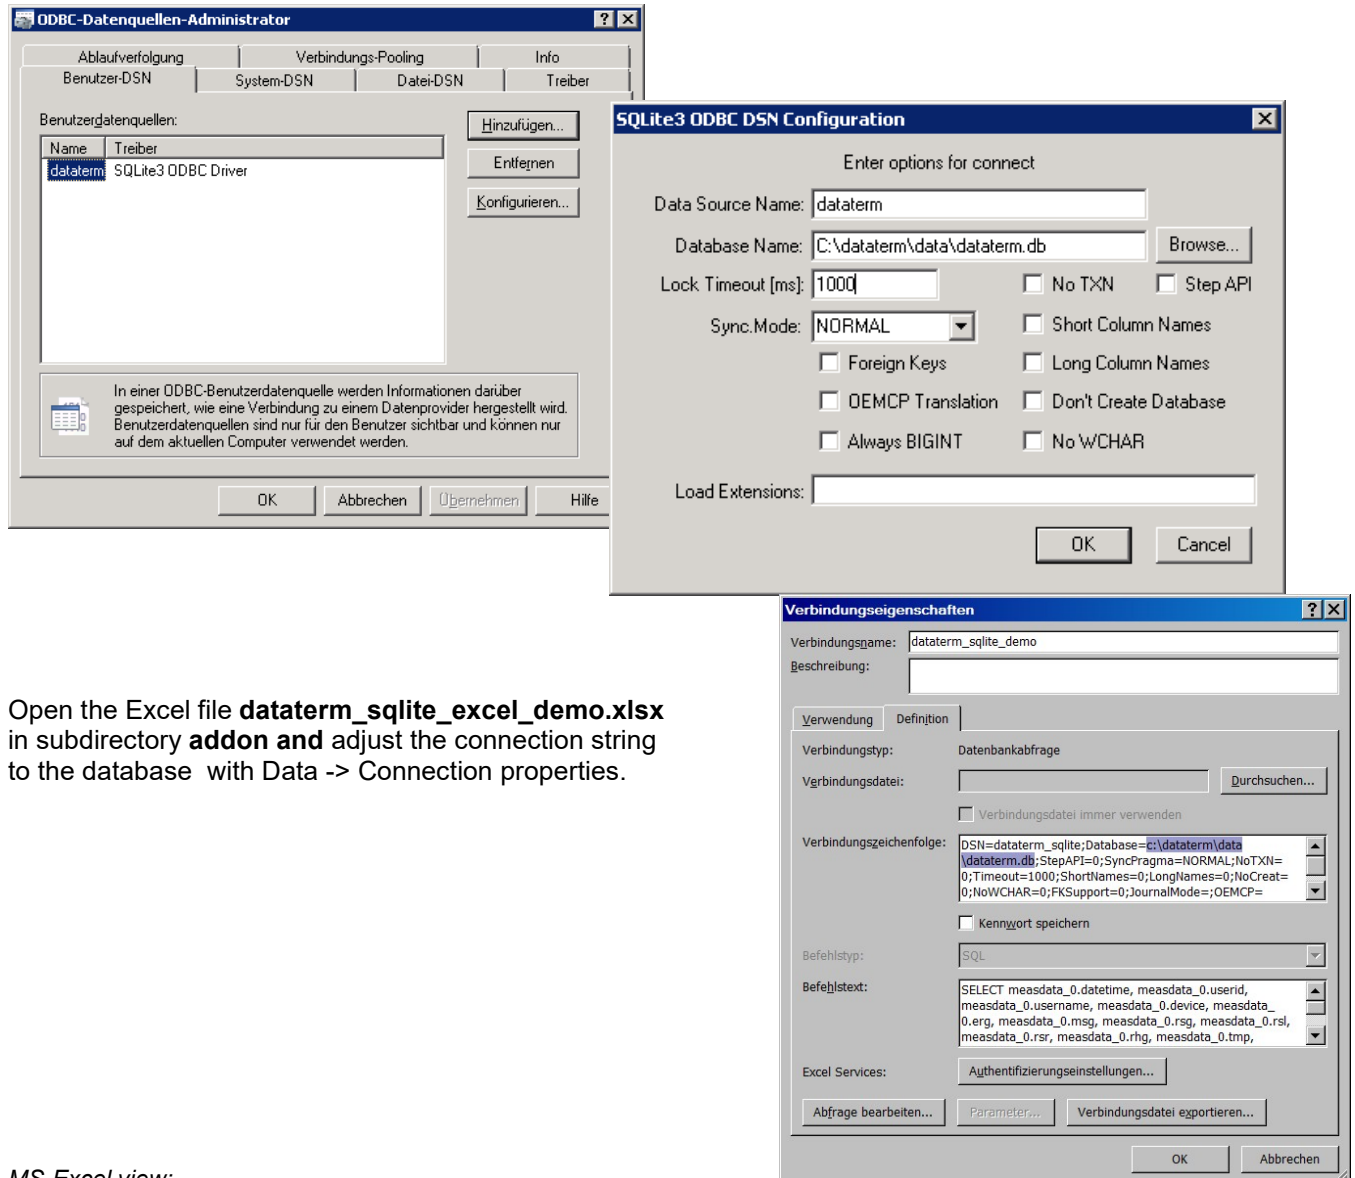 ODBC-Datenquellen-Administrator
Ablaufverfolgung Verbindungs-Pooling Info
Benutzer-DSN System-DSN Datei-DSN Treiber
Benutzerdatenquellen:
Name Treiber
dataterm SQLite3 ODBC Driver
Hinzufügen...
Entfernen
Konfigurieren...
In einer ODBC-Benutzerdatenquelle werden Informationen darüber
gespeichert, wie eine Verbindung zu einem Datenprovider hergestellt wird.
Benutzerdatenquellen sind nur für den Benutzer sichtbar und können nur
auf dem aktuellen Computer verwendet werden.
OK Abbrechen Übernehmen Hilfe
SQLite3 ODBC DSN Configuration
Enter options for connect
Data Source Name: dataterm
Database Name: C:\dataterm\data\dataterm.db Browse...
Lock Timeout [ms]: 1000 No TXN Step API
Sync.Mode: NORMAL Short Column Names
Foreign Keys Long Column Names
OEMCP Translation Don't Create Database
Always BIGINT No WCHAR
Load Extensions:
OK Cancel
Open the Excel file dataterm_sqlite_excel_demo.xlsx
in subdirectory addon and adjust the connection string
to the database with Data -> Connection properties.
Verbindungseigenschaften
Verbindungsname: dataterm_sqlite_demo
Beschreibung:
Verwendung Definition
Verbindungstyp: Datenbankabfrage
Verbindungsdatei: Durchsuchen...
Verbindungsdatei immer verwenden
Verbindungszeichenfolge: DSN=dataterm_sqlite;Database=c:\dataterm\data
\dataterm.db;StepAPI=0;SyncPragma=NORMAL;NoTXN=
0;Timeout=1000;ShortNames=0;LongNames=0;NoCreat=
0;NoWCHAR=0;FKSupport=0;JournalMode=;OEMCP=
Kennwort speichern
Befehlstyp: SQL
Befehlstext: SELECT measdata_0.datetime, measdata_0.userid,
measdata_0.username, measdata_0.device, measdata_
0.erg, measdata_0.msg, measdata_0.rsg, measdata_0.rsl,
measdata_0.rsr, measdata_0.rhg, measdata_0.tmp,
Excel Services: Authentifizierungseinstellungen...
Abfrage bearbeiten... Parameter... Verbindungsdatei exportieren...
OK Abbrechen
MS-Excel view: